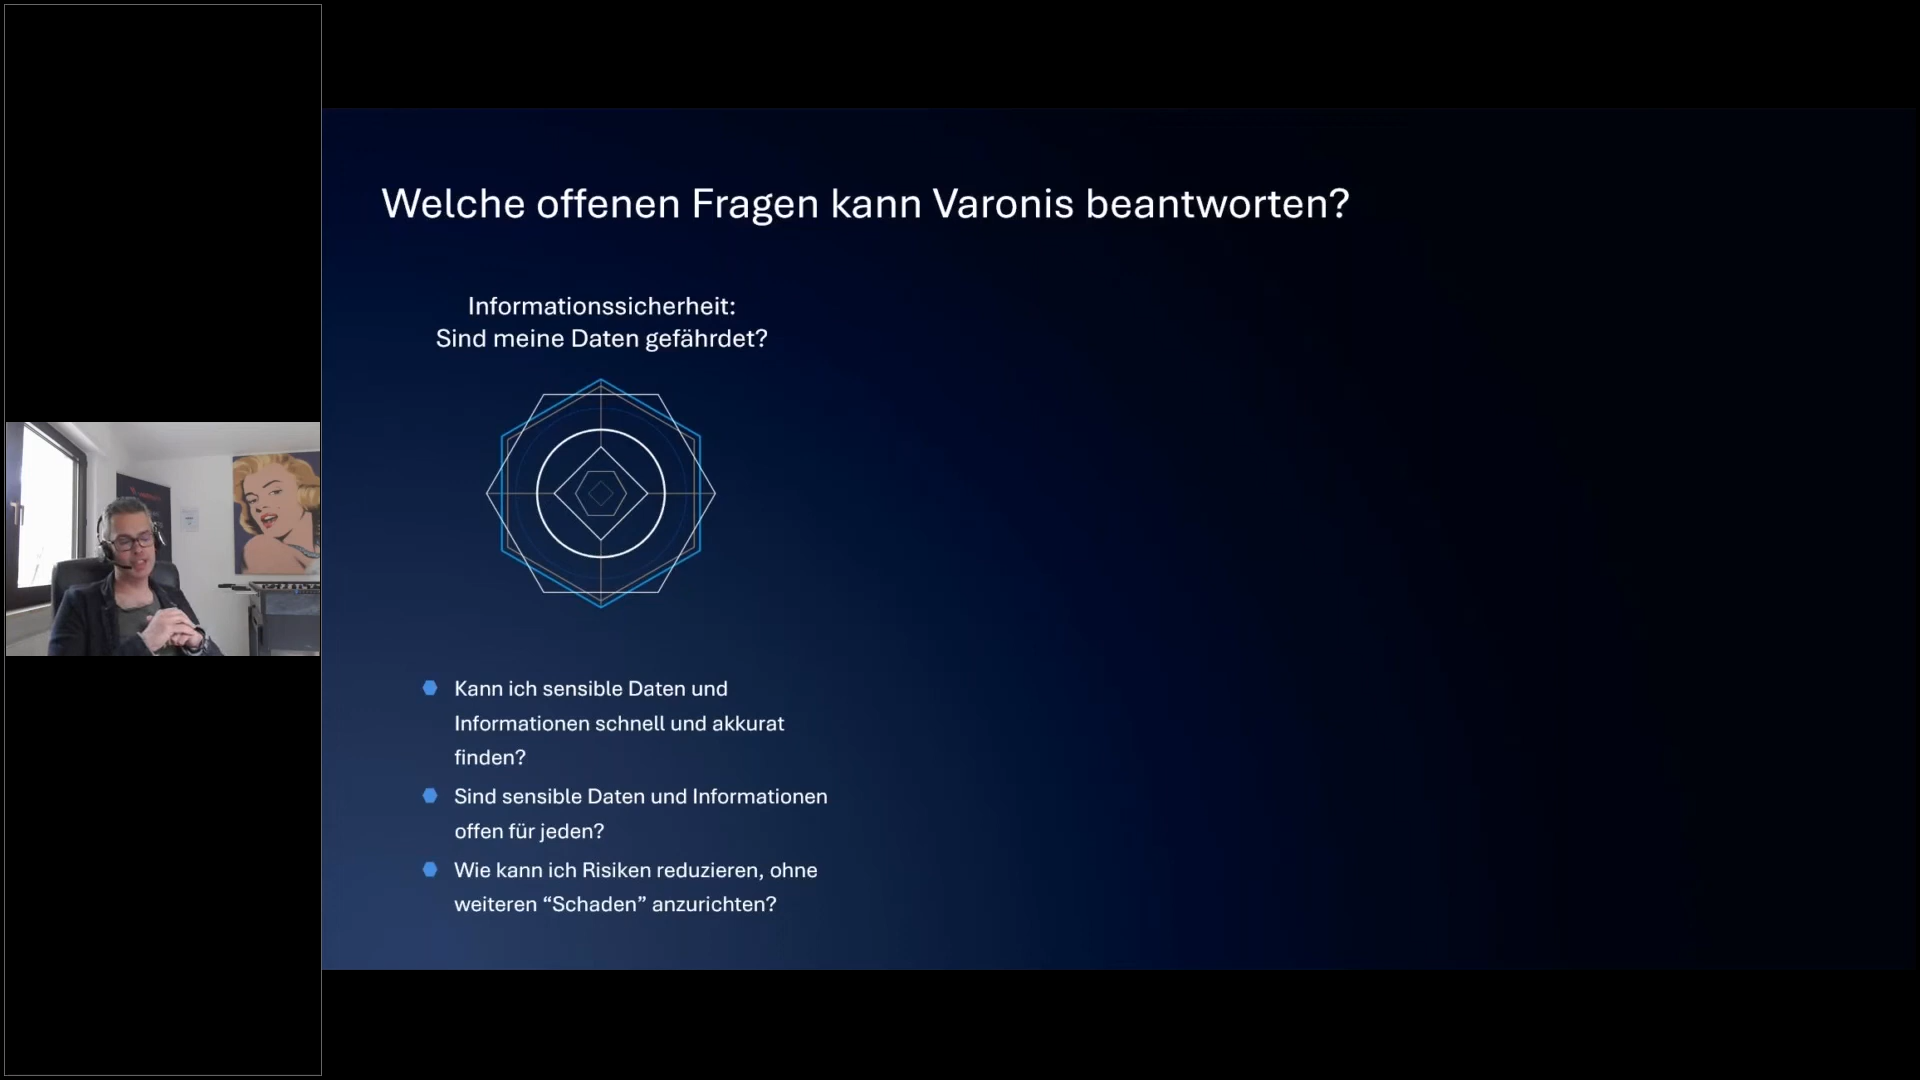 Welche offenen Fragen kann Varonis beantworten?
Informationssicherheit:
Sind meine Daten gefährdet?
Kann ich sensible Daten und
Informationen schnell und akkurat
finden?
Sind sensible Daten und Informationen
offen für jeden?
Wie kann ich Risiken reduzieren, ohne
weiteren “Schaden” anzurichten?